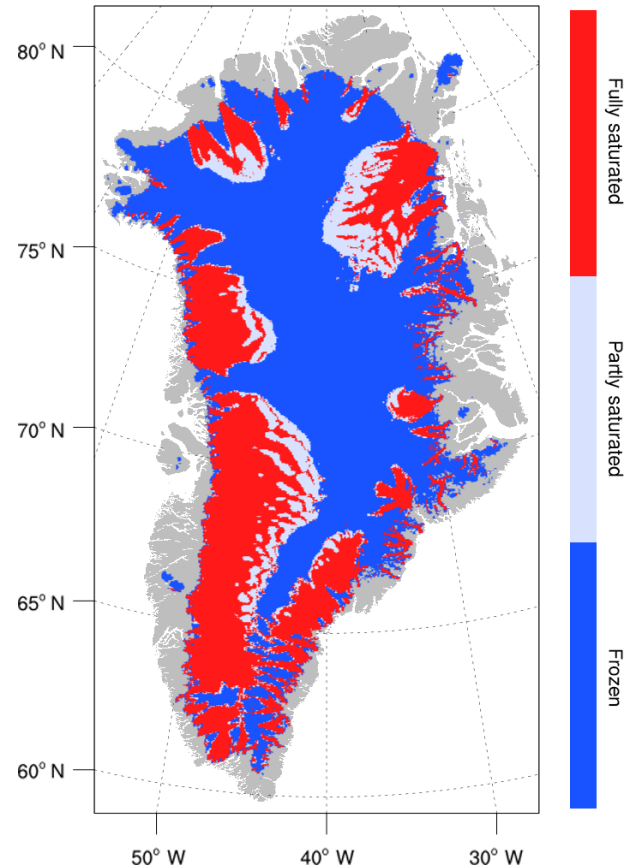 80° N
75° N
70° N
65° N
60° N
50° W
40° W
30° W
Fully saturated
Partly saturated
Frozen